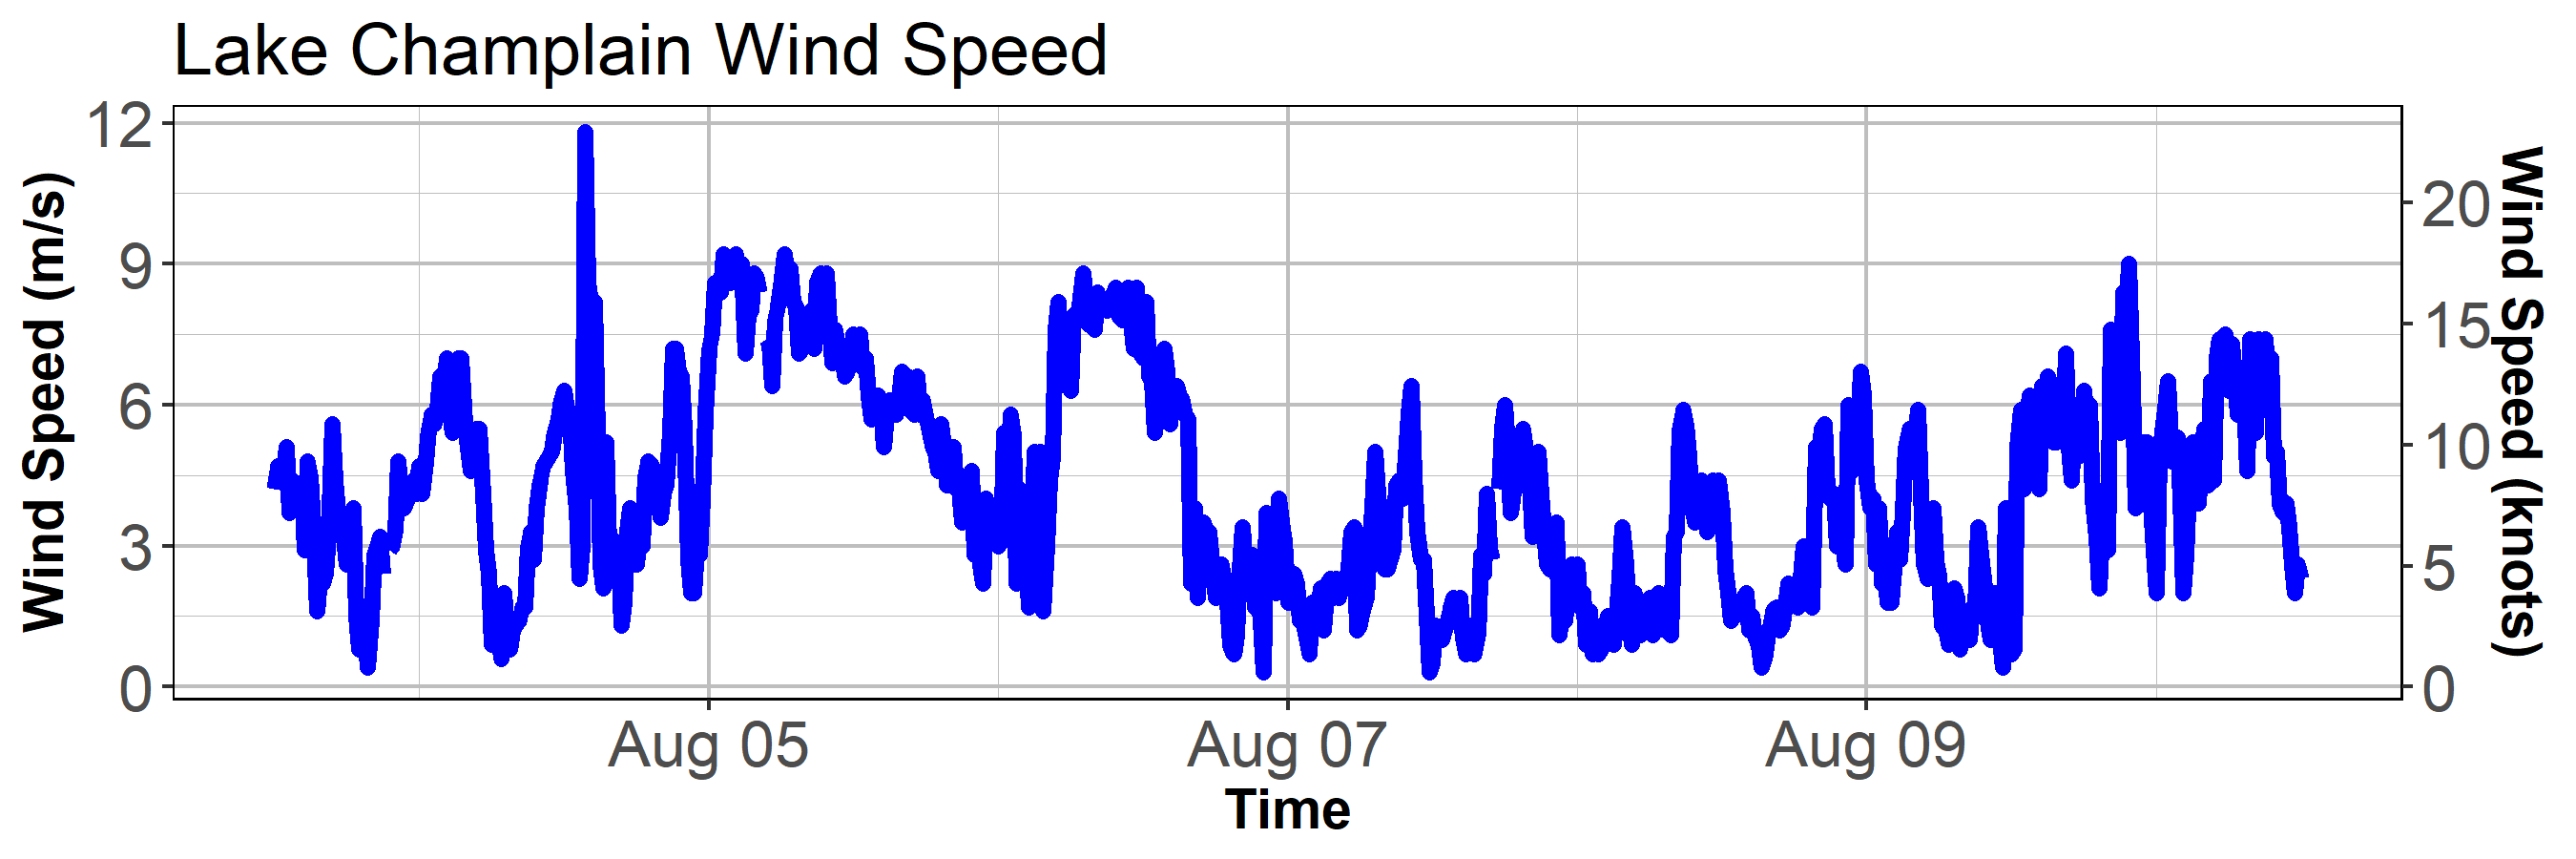 Lake Champlain Wind Speed
Wind Speed (m/s)
12
9
6
3
0
20
15
10
5
0
Wind Speed (knots)
Aug 05
Aug 07
Aug 09
Time